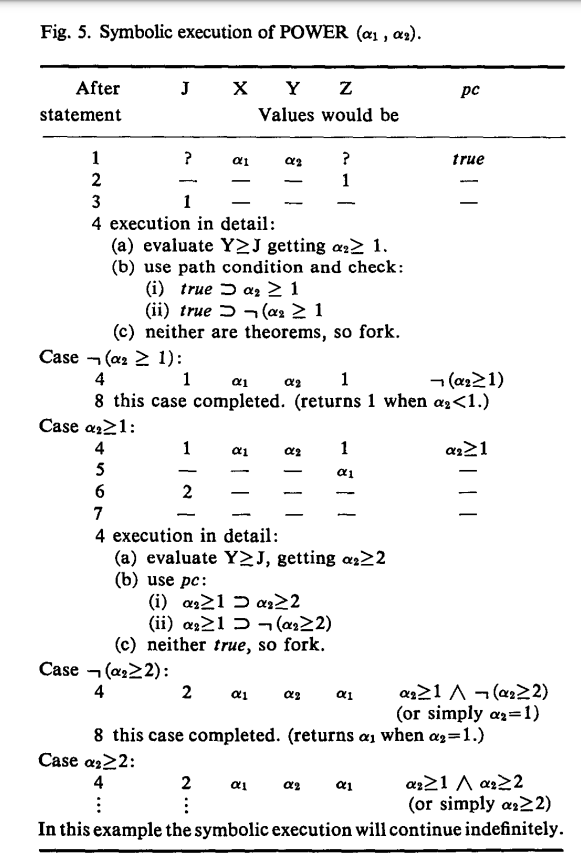 Fig. 5. Symbolic execution of POWER (α₁ , α₂).
After J X Y Z pc
statement Values would be
1 ? α₁ α₂ ? true
2 — — — 1 —
3 1 — — — —
4 execution in detail:
(a) evaluate Y≥J getting α₂≥ 1.
(b) use path condition and check:
(i) true ⊃ α₂ ≥ 1
(ii) true ⊃ ¬(α₂ ≥ 1
(c) neither are theorems, so fork.
Case ¬(α₂ ≥ 1):
4 1 α₁ α₂ 1 ¬(α₂≥1)
8 this case completed. (returns 1 when α₂<1.)
Case α₂≥1:
4 1 α₁ α₂ 1 α₂≥1
5 — — — α₁ —
6 2 — — — —
7 — — — — —
4 execution in detail:
(a) evaluate Y≥J, getting α₂≥2
(b) use pc:
(i) α₂≥1 ⊃ α₂≥2
(ii) α₂≥1 ⊃ ¬(α₂≥2)
(c) neither true, so fork.
Case ¬(α₂≥2):
4 2 α₁ α₂ α₁ α₂≥1 ∧ ¬(α₂≥2)
(or simply α₂=1)
8 this case completed. (returns α₁ when α₂=1.)
Case α₂≥2:
4 2 α₁ α₂ α₁ α₂≥1 ∧ α₂≥2
⋮ ⋮ (or simply α₂≥2)
In this example the symbolic execution will continue indefinitely.